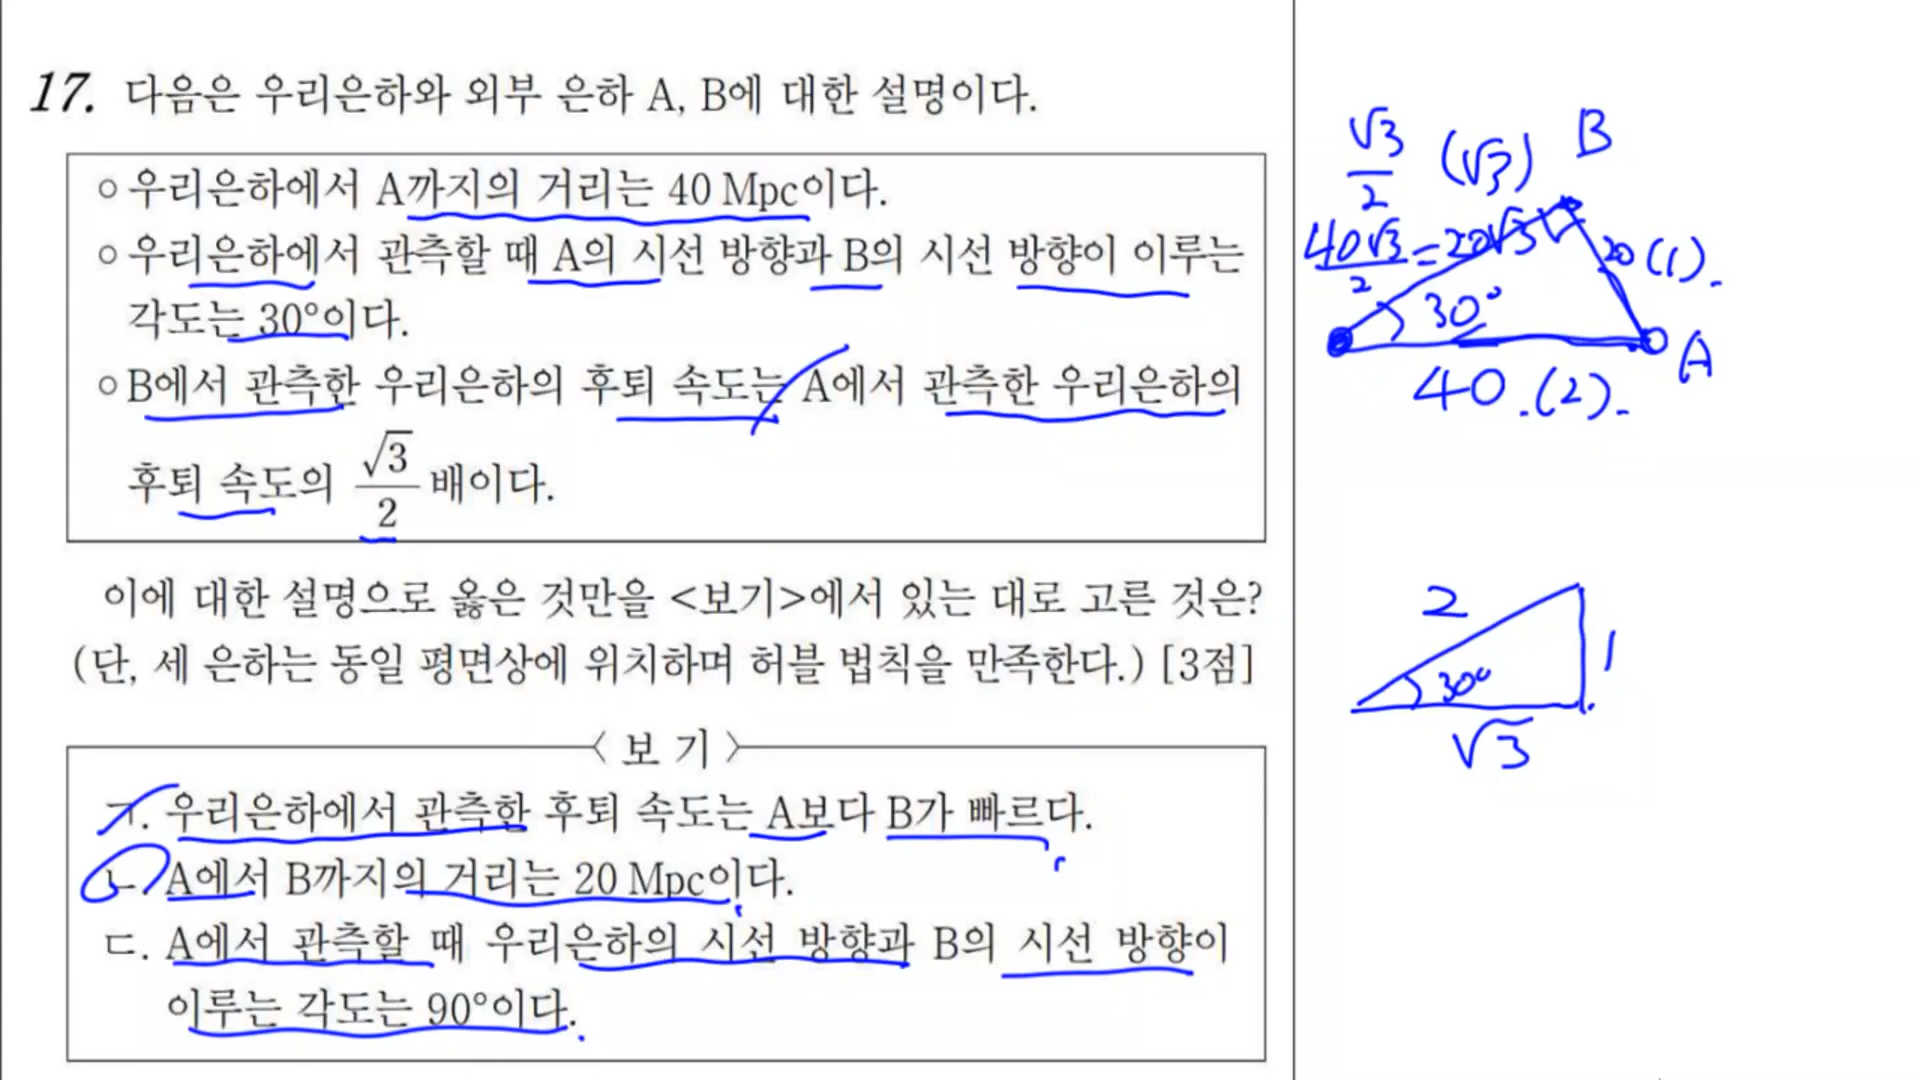 17. 다음은 우리은하와 외부 은하 A, B에 대한 설명이다.
○ 우리은하에서 A까지의 거리는 40 Mpc이다.
○ 우리은하에서 관측할 때 A의 시선 방향과 B의 시선 방향이 이루는
각도는 30°이다.
○ B에서 관측한 우리은하의 후퇴 속도는 A에서 관측한 우리은하의
후퇴 속도의 √3/2 배이다.
이에 대한 설명으로 옳은 것만을 <보기>에서 있는 대로 고른 것은?
(단, 세 은하는 동일 평면상에 위치하며 허블 법칙을 만족한다.) [3점]
〈 보 기 〉
ㄱ. 우리은하에서 관측한 후퇴 속도는 A보다 B가 빠르다.
ㄴ. A에서 B까지의 거리는 20 Mpc이다.
ㄷ. A에서 관측할 때 우리은하의 시선 방향과 B의 시선 방향이
이루는 각도는 90°이다.
√3/2 (√3) B
40√3/2 = 20√3 20 (1).
30°
A
40 .(2).
2
1
30°
√3